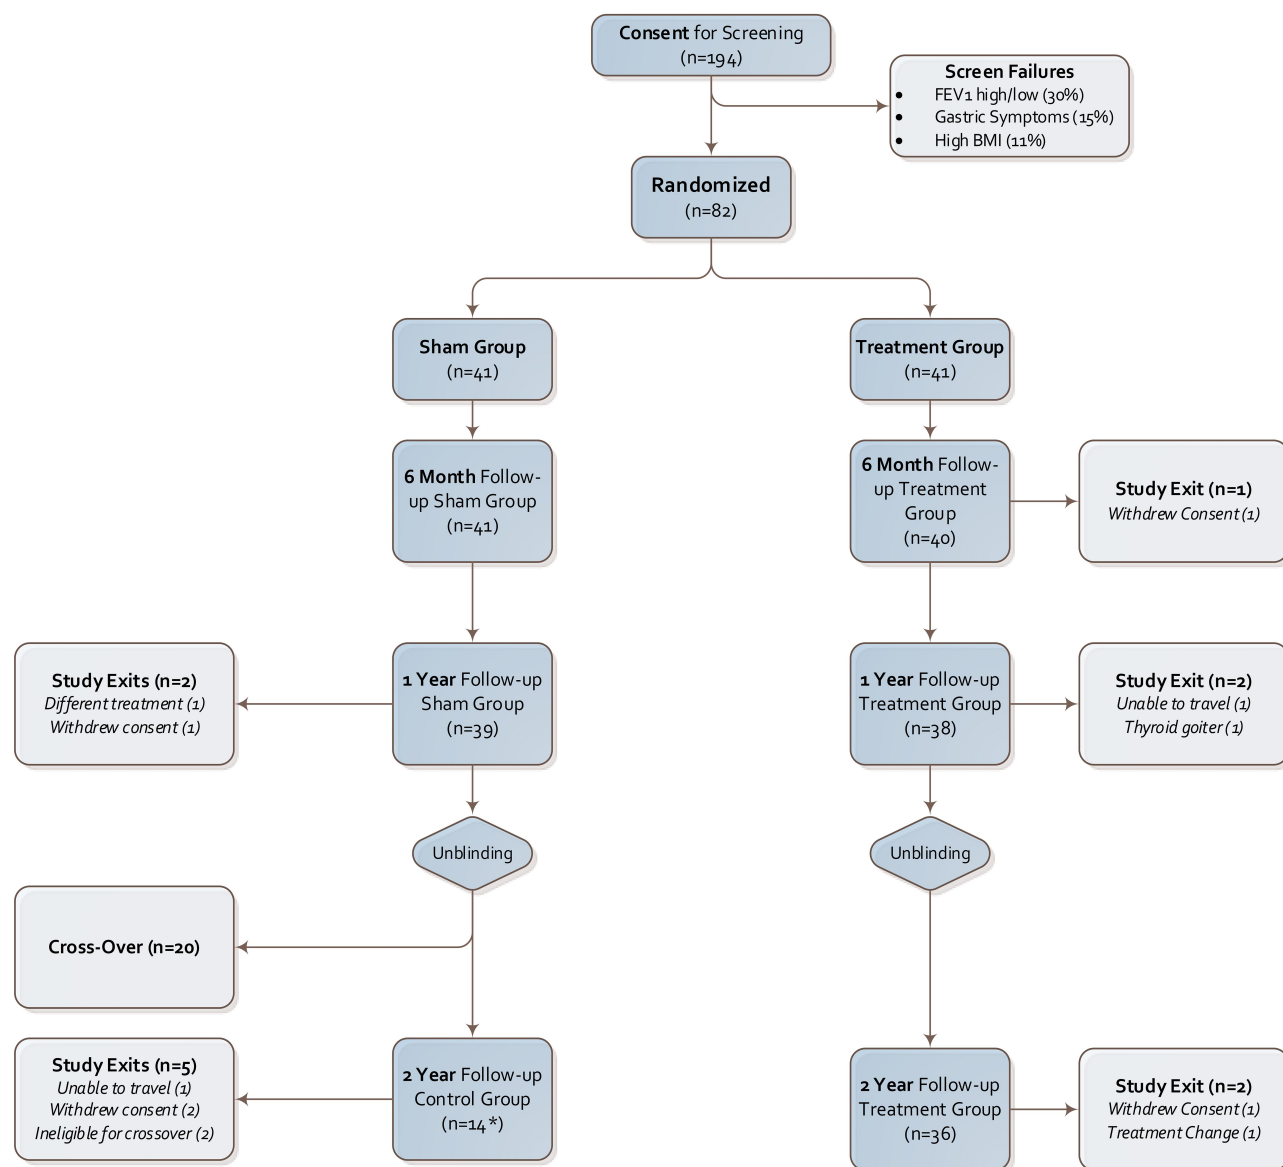 Consent for Screening
(n=194)
Screen Failures
• FEV1 high/low (30%)
• Gastric Symptoms (15%)
• High BMI (11%)
Randomized
(n=82)
Sham Group
(n=41)
Treatment Group
(n=41)
6 Month Follow-
up Sham Group
(n=41)
6 Month Follow-
up Treatment
Group
(n=40)
Study Exit (n=1)
Withdrew Consent (1)
Study Exits (n=2)
Different treatment (1)
Withdrew consent (1)
1 Year Follow-up
Sham Group
(n=39)
1 Year Follow-up
Treatment Group
(n=38)
Study Exit (n=2)
Unable to travel (1)
Thyroid goiter (1)
Unblinding
Unblinding
Cross-Over (n=20)
Study Exits (n=5)
Unable to travel (1)
Withdrew consent (2)
Ineligible for crossover (2)
2 Year Follow-up
Control Group
(n=14*)
2 Year Follow-up
Treatment Group
(n=36)
Study Exit (n=2)
Withdrew Consent (1)
Treatment Change (1)